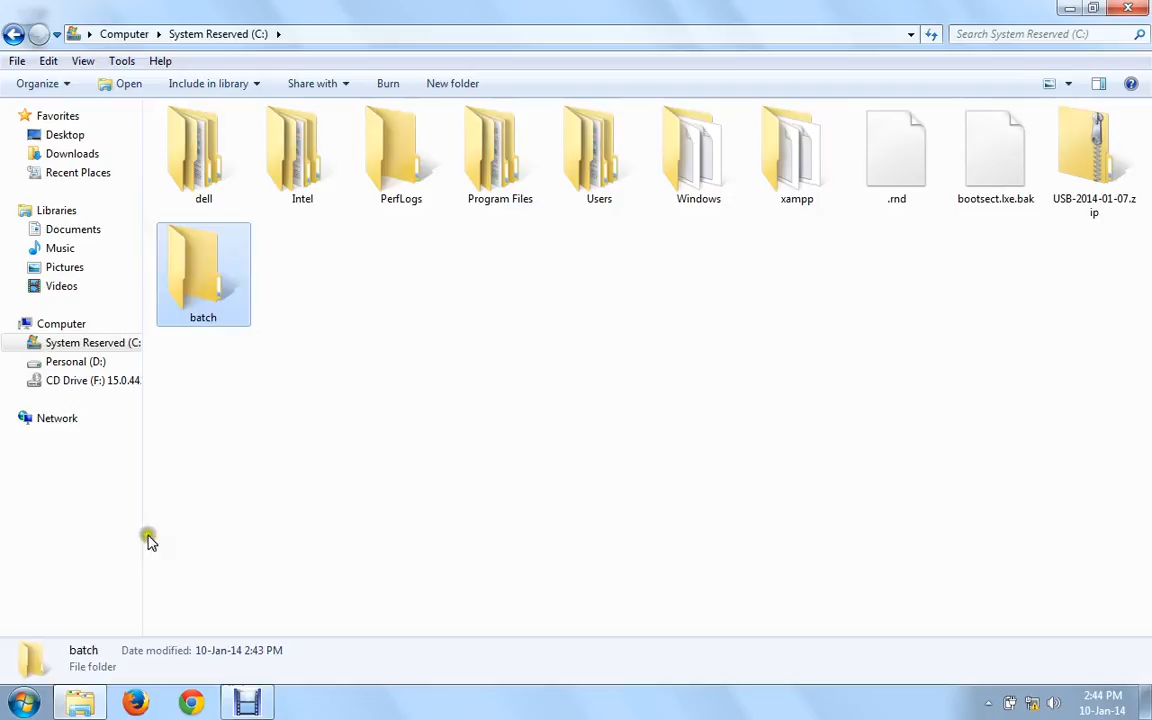 Computer System Reserved (C:) Search System Reserved (C:)
File Edit View Tools Help
Organize Open Include in library Share with Burn New folder
Favorites
Desktop
Downloads
Recent Places
Libraries
Documents
Music
Pictures
Videos
Computer
System Reserved (C:
Personal (D:)
CD Drive (F:) 15.0.44
Network
dell Intel PerfLogs Program Files Users Windows xampp .rnd bootsect.lxe.bak USB-2014-01-07.z
ip
batch
batch Date modified: 10-Jan-14 2:43 PM
File folder
2:44 PM
10-Jan-14